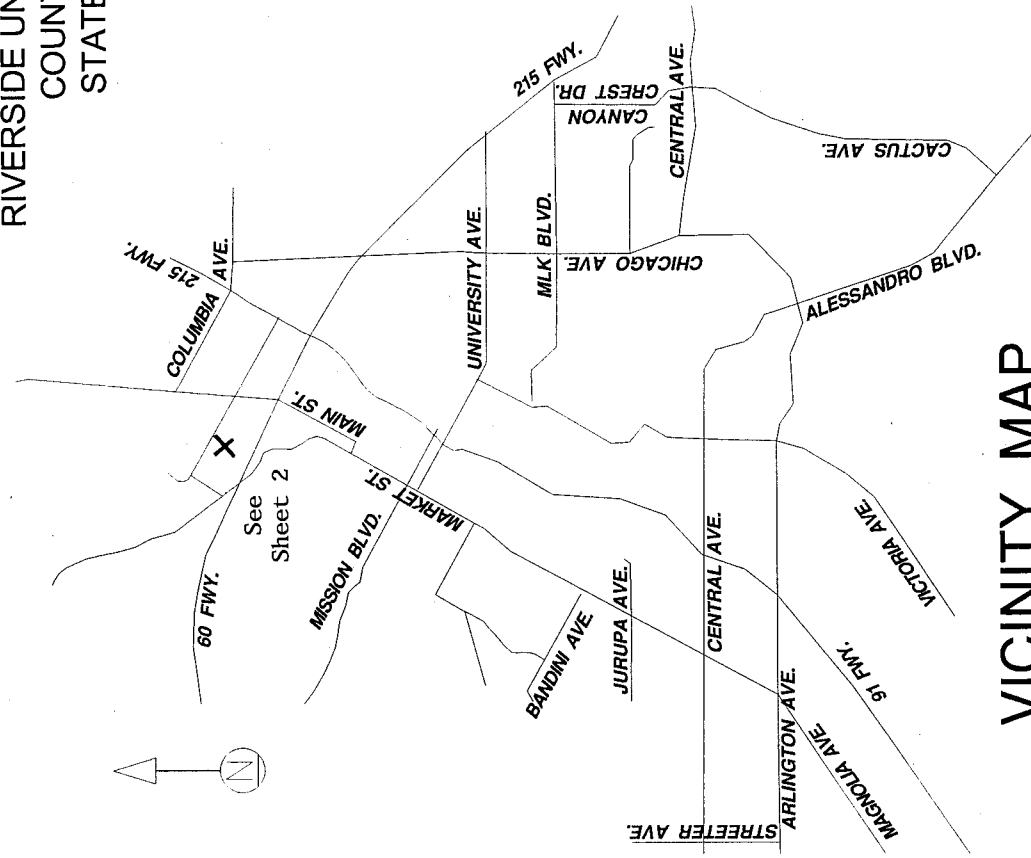 RIVERSIDE UN
COUNT
STATE
215 FWY.
COLUMBIA AVE.
215 FWY.
CANYON
CREST DR.
CENTRAL AVE.
CACTUS AVE.
UNIVERSITY AVE.
MLK BLVD.
CHICAGO AVE.
ALESSANDRO BLVD.
MAIN ST.
X
See
Sheet 2
MARKET ST.
MISSION BLVD.
60 FWY.
BANDINI AVE.
JURUPA AVE.
CENTRAL AVE.
VICTORIA AVE.
91 FWY.
ARLINGTON AVE.
MAGNOLIA AVE.
STREETER AVE.
N
VICINITY MAP